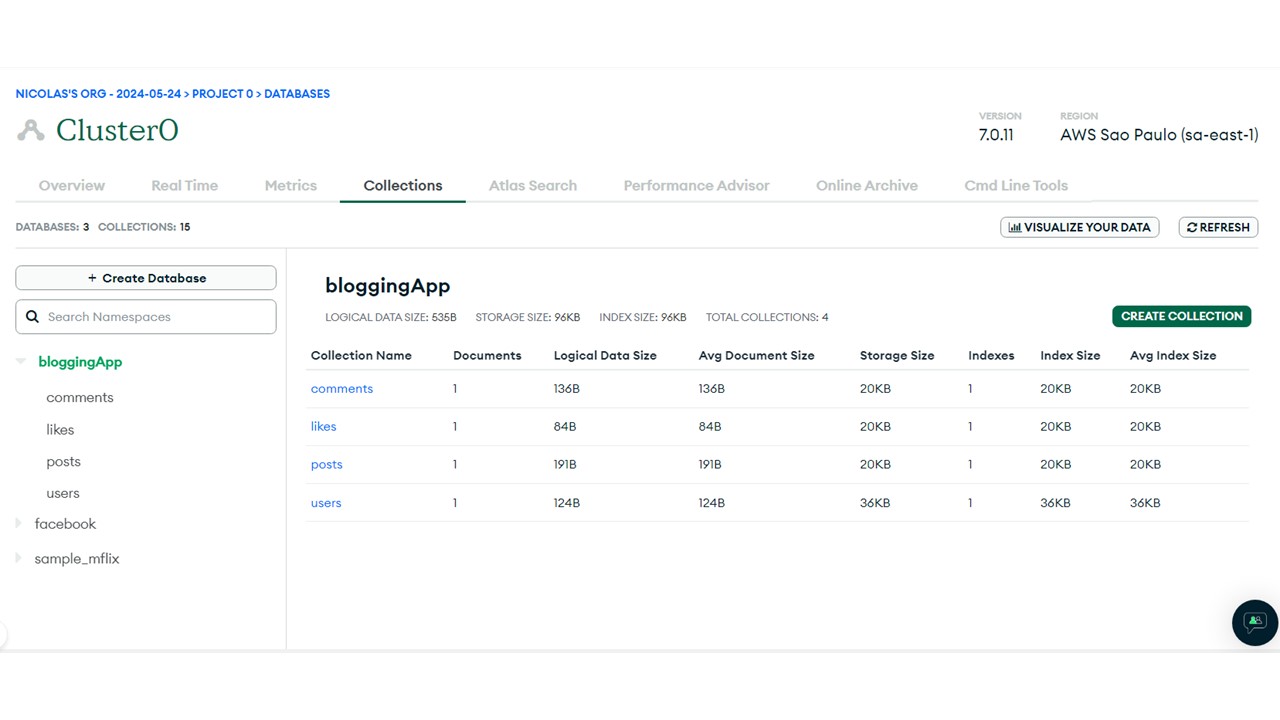 NICOLAS'S ORG - 2024-05-24 > PROJECT 0 > DATABASES
Cluster0
VERSION
7.0.11
REGION
AWS Sao Paulo (sa-east-1)
Overview Real Time Metrics Collections Atlas Search Performance Advisor Online Archive Cmd Line Tools
DATABASES: 3 COLLECTIONS: 15
VISUALIZE YOUR DATA
REFRESH
+ Create Database
Search Namespaces
bloggingApp
comments
likes
posts
users
facebook
sample_mflix
bloggingApp
LOGICAL DATA SIZE: 535B STORAGE SIZE: 96KB INDEX SIZE: 96KB TOTAL COLLECTIONS: 4
CREATE COLLECTION
Collection Name Documents Logical Data Size Avg Document Size Storage Size Indexes Index Size Avg Index Size
comments 1 136B 136B 20KB 1 20KB 20KB
likes 1 84B 84B 20KB 1 20KB 20KB
posts 1 191B 191B 20KB 1 20KB 20KB
users 1 124B 124B 36KB 1 36KB 36KB